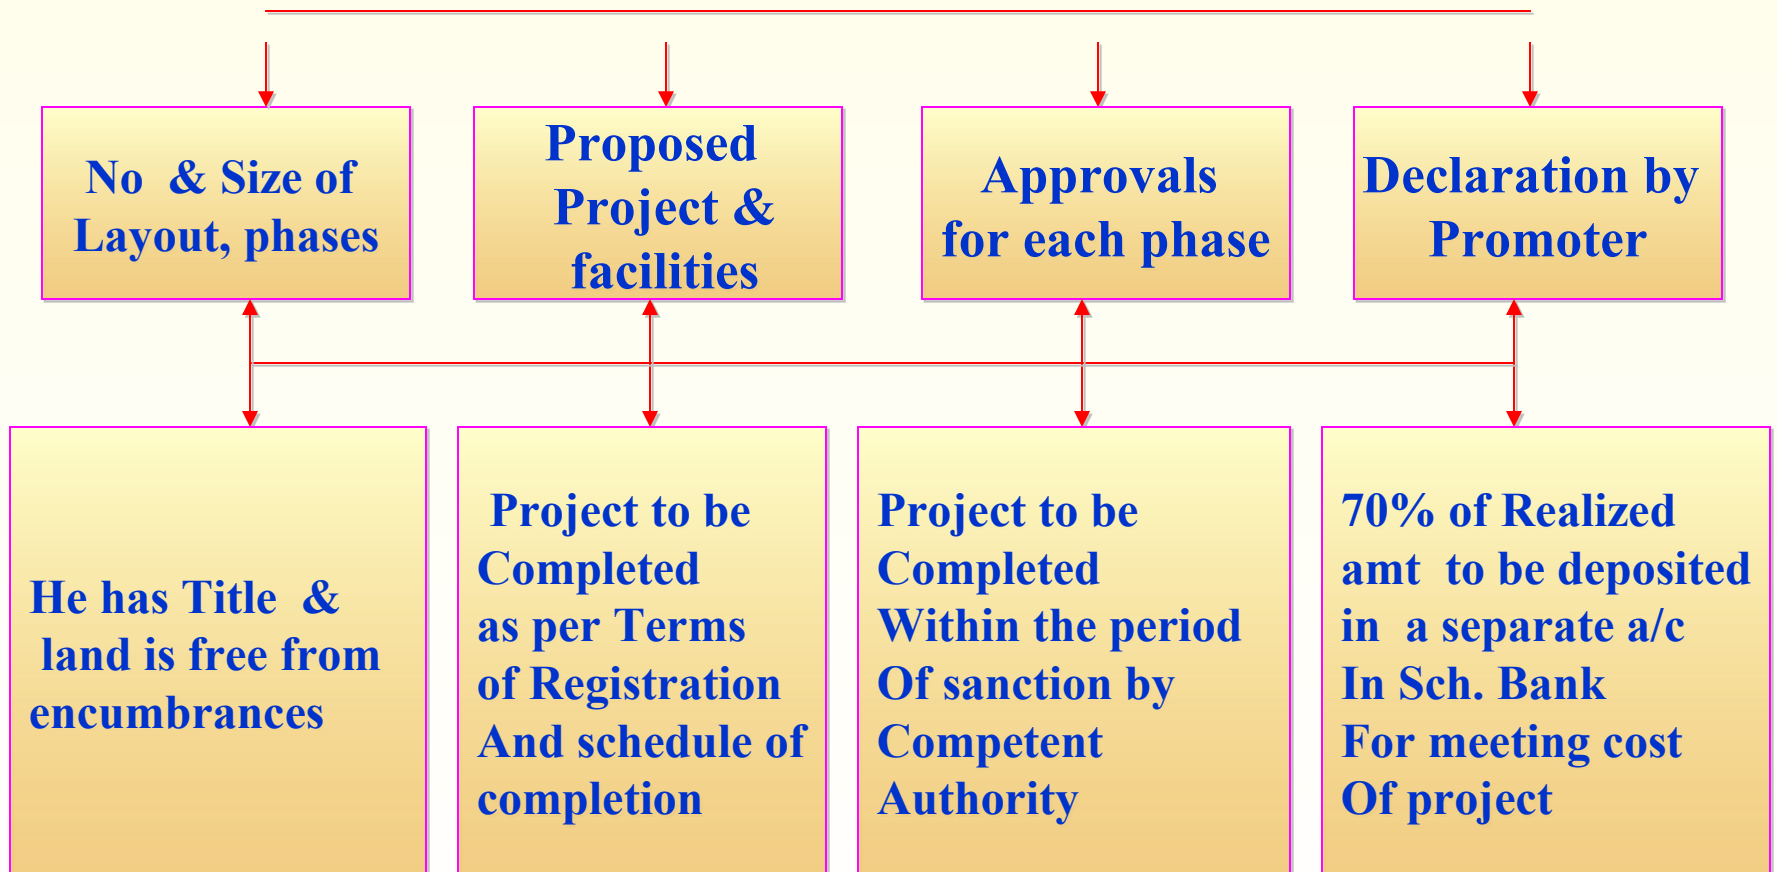 No & Size of
Layout, phases
Proposed
Project &
facilities
Approvals
for each phase
Declaration by
Promoter
He has Title &
land is free from
encumbrances
Project to be
Completed
as per Terms
of Registration
And schedule of
completion
Project to be
Completed
Within the period
Of sanction by
Competent
Authority
70% of Realized
amt to be deposited
in a separate a/c
In Sch. Bank
For meeting cost
Of project